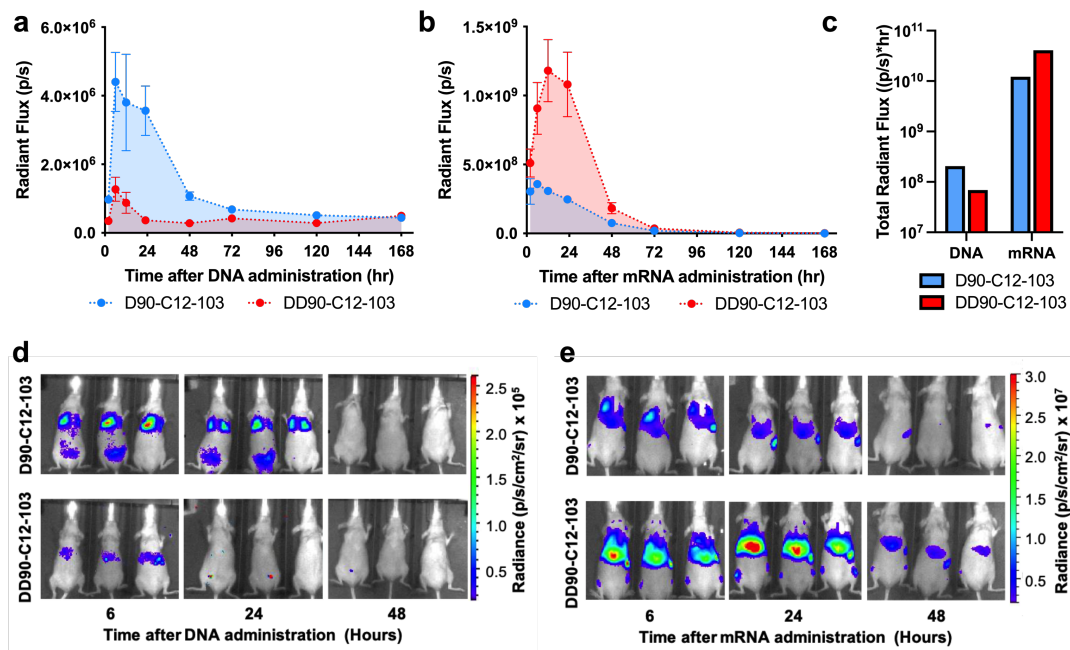 a
6.0×10⁶
4.0×10⁶
2.0×10⁶
0.0
Radiant Flux (p/s)
0 24 48 72 96 120 144 168
Time after DNA administration (hr)
D90-C12-103 DD90-C12-103
b
1.5×10⁹
1.0×10⁹
5.0×10⁸
0.0
Radiant Flux (p/s)
0 24 48 72 96 120 144 168
Time after mRNA administration (hr)
D90-C12-103 DD90-C12-103
c
10¹¹
10¹⁰
10⁹
10⁸
10⁷
Total Radiant Flux ((p/s)*hr)
DNA mRNA
D90-C12-103
DD90-C12-103
d
D90-C12-103
DD90-C12-103
2.5
2.0
1.5
1.0
0.5
Radiance (p/s/cm²/sr) x 10⁵
6 24 48
Time after DNA administration (Hours)
e
D90-C12-103
DD90-C12-103
3.0
2.5
2.0
1.5
1.0
0.5
Radiance (p/s/cm²/sr) x 10⁷
6 24 48
Time after mRNA administration (Hours)